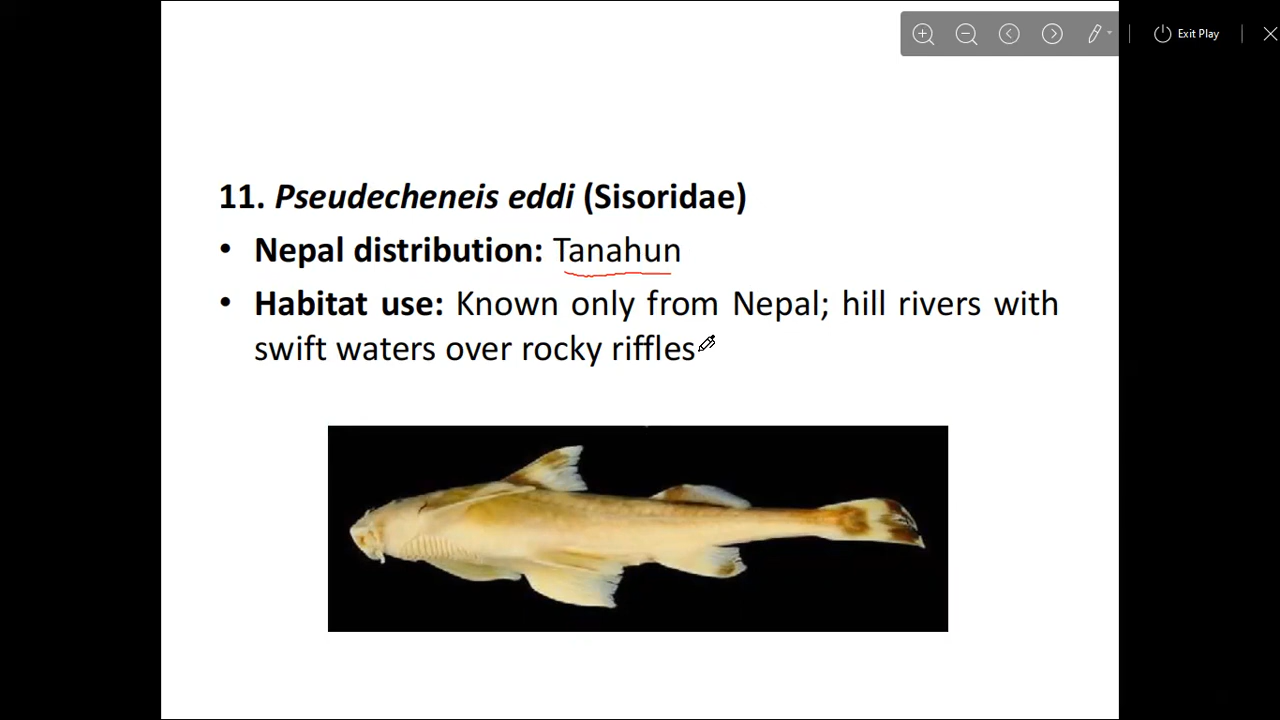 Exit Play
11. Pseudecheneis eddi (Sisoridae)
• Nepal distribution: Tanahun
• Habitat use: Known only from Nepal; hill rivers with
swift waters over rocky riffles